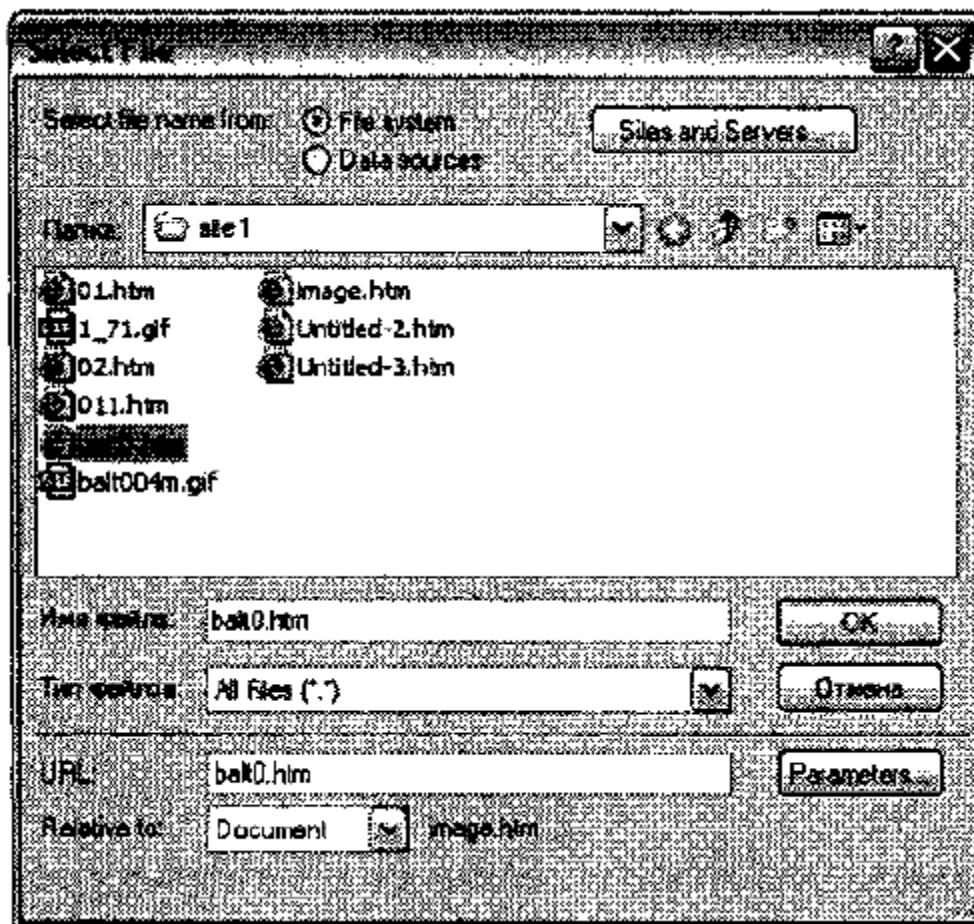 Select File
Select file name from: File system
Data sources
Sites and Servers...
Папка: site1
01.htm
1_71.gif
02.htm
011.htm
balt0.htm
balt004m.gif
image.htm
Untitled-2.htm
Untitled-3.htm
Имя файла: balt0.htm
OK
Тип файлов: All Files (*.*)
Отмена
URL: balt0.htm
Parameters...
Relative to: Document image.htm